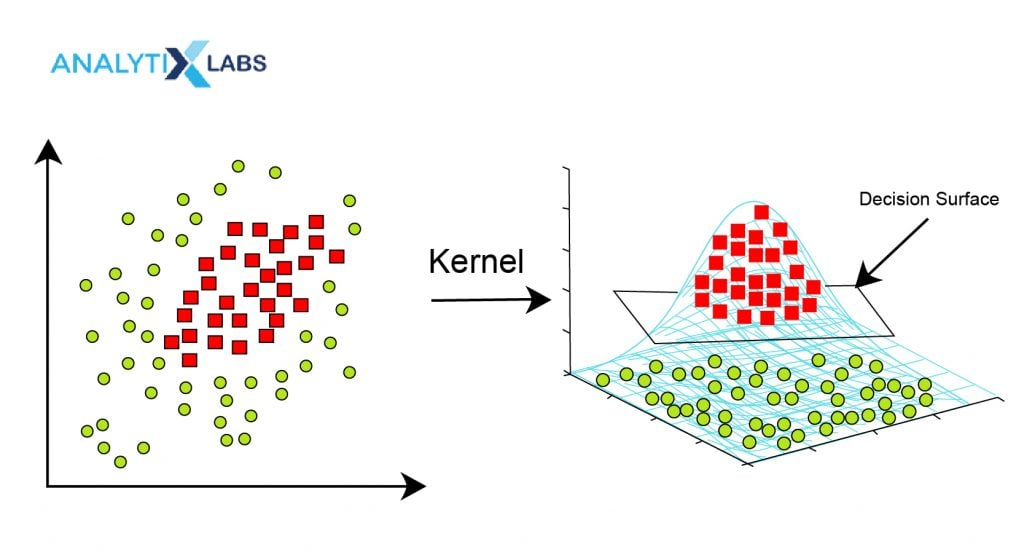 ANALYTIX LABS
Kernel
Decision Surface